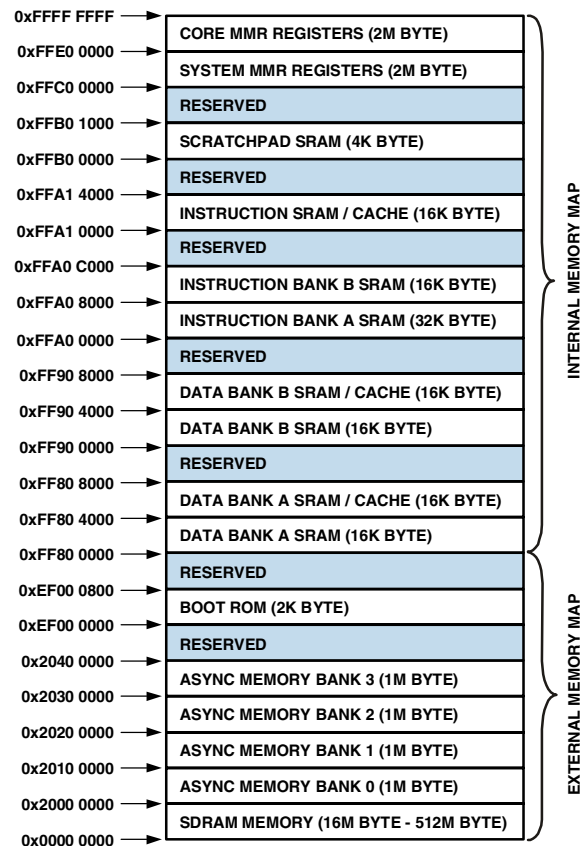 0xFFFF FFFF
CORE MMR REGISTERS (2M BYTE)
0xFFE0 0000
SYSTEM MMR REGISTERS (2M BYTE)
0xFFC0 0000
RESERVED
0xFFB0 1000
SCRATCHPAD SRAM (4K BYTE)
0xFFB0 0000
RESERVED
0xFFA1 4000
INSTRUCTION SRAM / CACHE (16K BYTE)
0xFFA1 0000
RESERVED
0xFFA0 C000
INSTRUCTION BANK B SRAM (16K BYTE)
0xFFA0 8000
INSTRUCTION BANK A SRAM (32K BYTE)
0xFFA0 0000
RESERVED
0xFF90 8000
DATA BANK B SRAM / CACHE (16K BYTE)
0xFF90 4000
DATA BANK B SRAM (16K BYTE)
0xFF90 0000
RESERVED
0xFF80 8000
DATA BANK A SRAM / CACHE (16K BYTE)
0xFF80 4000
DATA BANK A SRAM (16K BYTE)
0xFF80 0000
RESERVED
0xEF00 0800
BOOT ROM (2K BYTE)
0xEF00 0000
RESERVED
0x2040 0000
ASYNC MEMORY BANK 3 (1M BYTE)
0x2030 0000
ASYNC MEMORY BANK 2 (1M BYTE)
0x2020 0000
ASYNC MEMORY BANK 1 (1M BYTE)
0x2010 0000
ASYNC MEMORY BANK 0 (1M BYTE)
0x2000 0000
SDRAM MEMORY (16M BYTE - 512M BYTE)
0x0000 0000
INTERNAL MEMORY MAP
EXTERNAL MEMORY MAP